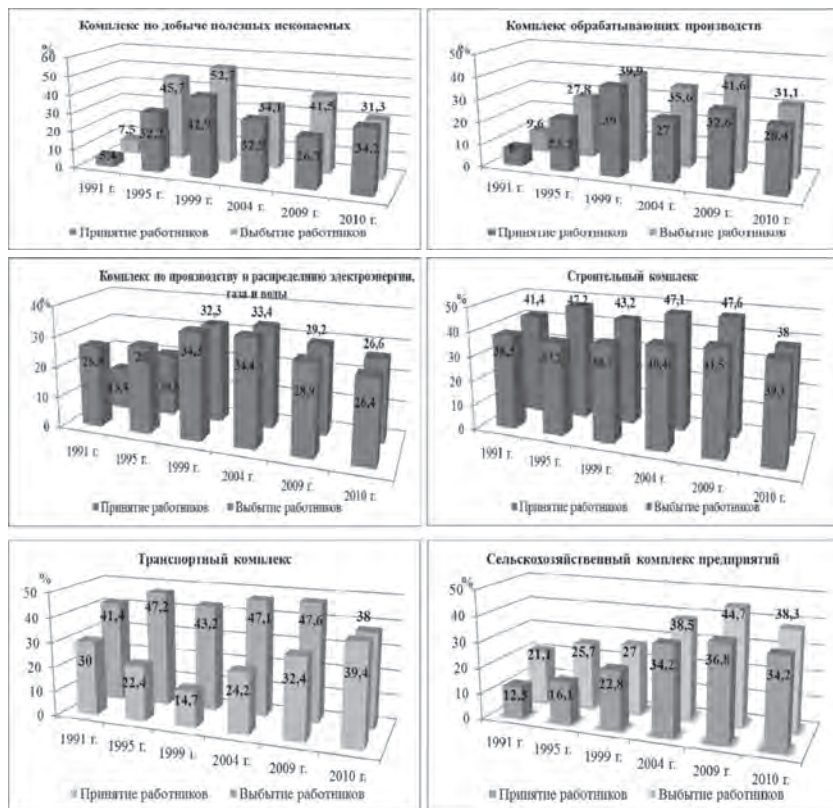 Комплекс по добыче полезных ископаемых
%
60
50
40
30
20
10
0
7,5
45,7
52,7
34,1
41,5
31,3
5,4
32,2
42,9
32,9
34,2
1991 г.
1995 г.
1999 г.
2004 г.
2009 г.
2010 г.
Принятие работников
Выбытие работников
Комплекс обрабатывающих производств
%
50
40
30
20
10
0
9,6
27,8
39,9
35,6
41,6
31,1
39
27
32,6
28,4
1991 г.
1995 г.
1999 г.
2004 г.
2009 г.
2010 г.
Принятие работников
Выбытие работников
Комплекс по производству и распределению электроэнергии,
газа и воды
40
%
30
20
10
0
32,3
33,4
29,2
26,6
34,4
28,9
26,4
1991 г.
1995 г.
1999 г.
2004 г.
2009 г.
2010 г.
Принятие работников
Выбытие работников
Строительный комплекс
%
50
40
30
20
10
0
41,4
47,2
43,2
47,1
47,6
38
38,5
40,4
41,5
39,1
1991 г.
1995 г.
1999 г.
2004 г.
2009 г.
2010 г.
Принятие работников
Выбытие работников
Транспортный комплекс
%
50
40
30
20
10
0
41,4
47,2
43,2
47,1
47,6
38
30
22,4
14,7
24,2
32,4
39,4
1991 г.
1995 г.
1999 г.
2004 г.
2009 г.
2010 г.
Принятие работников
Выбытие работников
Сельскохозяйственный комплекс предприятий
%
50
40
30
20
10
0
21,1
25,7
27
38,5
44,7
38,3
16,1
22,8
34,2
36,8
34,2
1991 г.
1995 г.
1999 г.
2004 г.
2009 г.
2010 г.
Принятие работников
Выбытие работников